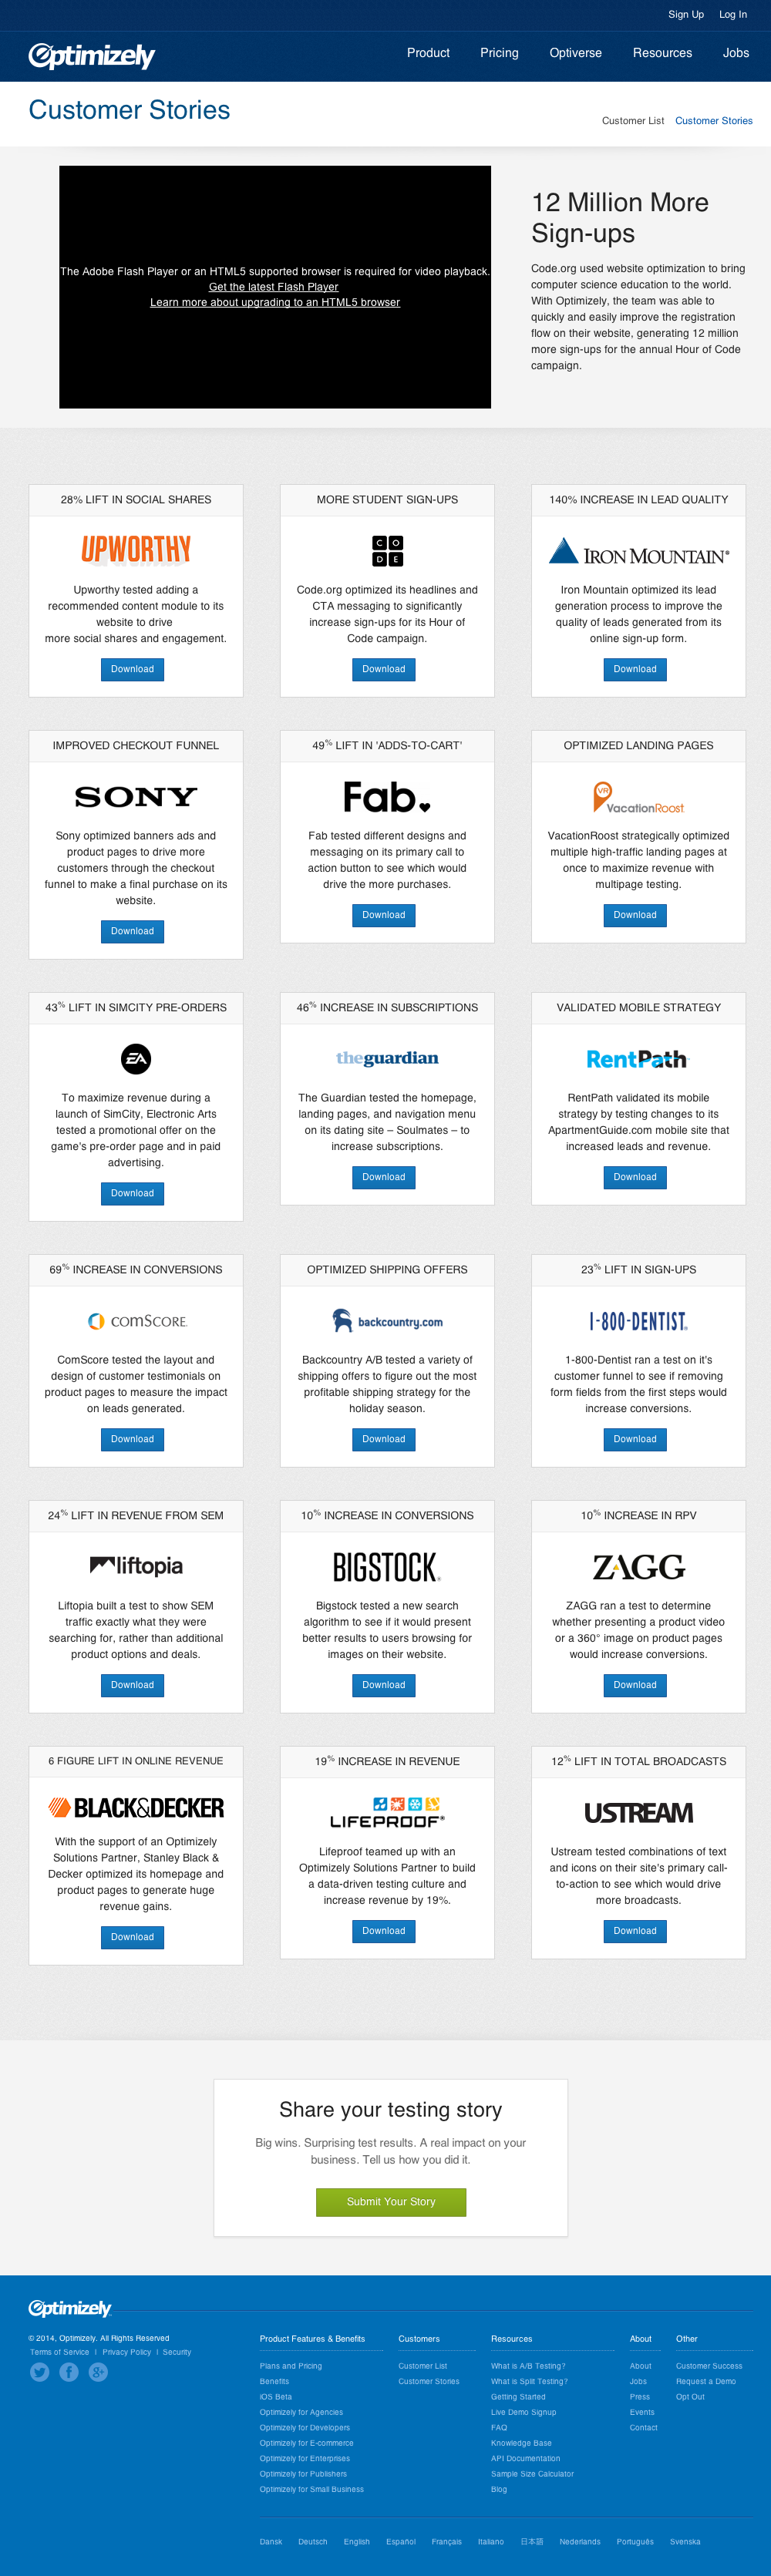 Sign Up Log In
Optimizely Product Pricing Optiverse Resources Jobs
Customer Stories
Customer List Customer Stories
The Adobe Flash Player or an HTML5 supported browser is required for video playback.
Get the latest Flash Player
Learn more about upgrading to an HTML5 browser
12 Million More
Sign-ups
Code.org used website optimization to bring
computer science education to the world.
With Optimizely, the team was able to
quickly and easily improve the registration
flow on their website, generating 12 million
more sign-ups for the annual Hour of Code
campaign.
28% LIFT IN SOCIAL SHARES
UPWORTHY
Upworthy tested adding a
recommended content module to its
website to drive
more social shares and engagement.
Download
MORE STUDENT SIGN-UPS
C O
D E
Code.org optimized its headlines and
CTA messaging to significantly
increase sign-ups for its Hour of
Code campaign.
Download
140% INCREASE IN LEAD QUALITY
IRON MOUNTAIN®
Iron Mountain optimized its lead
generation process to improve the
quality of leads generated from its
online sign-up form.
Download
IMPROVED CHECKOUT FUNNEL
SONY
Sony optimized banners ads and
product pages to drive more
customers through the checkout
funnel to make a final purchase on its
website.
Download
49% LIFT IN 'ADDS-TO-CART'
Fab.
Fab tested different designs and
messaging on its primary call to
action button to see which would
drive the more purchases.
Download
OPTIMIZED LANDING PAGES
VR
VacationRoost
VacationRoost strategically optimized
multiple high-traffic landing pages at
once to maximize revenue with
multipage testing.
Download
43% LIFT IN SIMCITY PRE-ORDERS
EA
To maximize revenue during a
launch of SimCity, Electronic Arts
tested a promotional offer on the
game's pre-order page and in paid
advertising.
Download
46% INCREASE IN SUBSCRIPTIONS
theguardian
The Guardian tested the homepage,
landing pages, and navigation menu
on its dating site – Soulmates – to
increase subscriptions.
Download
VALIDATED MOBILE STRATEGY
RentPath
RentPath validated its mobile
strategy by testing changes to its
ApartmentGuide.com mobile site that
increased leads and revenue.
Download
69% INCREASE IN CONVERSIONS
COMSCORE.
ComScore tested the layout and
design of customer testimonials on
product pages to measure the impact
on leads generated.
Download
OPTIMIZED SHIPPING OFFERS
backcountry.com
Backcountry A/B tested a variety of
shipping offers to figure out the most
profitable shipping strategy for the
holiday season.
Download
23% LIFT IN SIGN-UPS
1-800-DENTIST®
1-800-Dentist ran a test on it's
customer funnel to see if removing
form fields from the first steps would
increase conversions.
Download
24% LIFT IN REVENUE FROM SEM
liftopia
Liftopia built a test to show SEM
traffic exactly what they were
searching for, rather than additional
product options and deals.
Download
10% INCREASE IN CONVERSIONS
BIGSTOCK®
Bigstock tested a new search
algorithm to see if it would present
better results to users browsing for
images on their website.
Download
10% INCREASE IN RPV
ZAGG
ZAGG ran a test to determine
whether presenting a product video
or a 360° image on product pages
would increase conversions.
Download
6 FIGURE LIFT IN ONLINE REVENUE
BLACK&DECKER
With the support of an Optimizely
Solutions Partner, Stanley Black &
Decker optimized its homepage and
product pages to generate huge
revenue gains.
Download
19% INCREASE IN REVENUE
LIFEPROOF®
Lifeproof teamed up with an
Optimizely Solutions Partner to build
a data-driven testing culture and
increase revenue by 19%.
Download
12% LIFT IN TOTAL BROADCASTS
USTREAM
Ustream tested combinations of text
and icons on their site's primary call-
to-action to see which would drive
more broadcasts.
Download
Share your testing story
Big wins. Surprising test results. A real impact on your
business. Tell us how you did it.
Submit Your Story
Optimizely
© 2014, Optimizely. All Rights Reserved
Terms of Service | Privacy Policy | Security
Product Features & Benefits
Plans and Pricing
Benefits
iOS Beta
Optimizely for Agencies
Optimizely for Developers
Optimizely for E-commerce
Optimizely for Enterprises
Optimizely for Publishers
Optimizely for Small Business
Customers
Customer List
Customer Stories
Resources
What is A/B Testing?
What is Split Testing?
Getting Started
Live Demo Signup
FAQ
Knowledge Base
API Documentation
Sample Size Calculator
Blog
About
About
Jobs
Press
Events
Contact
Other
Customer Success
Request a Demo
Opt Out
Dansk Deutsch English Español Français Italiano 日本語 Nederlands Português Svenska